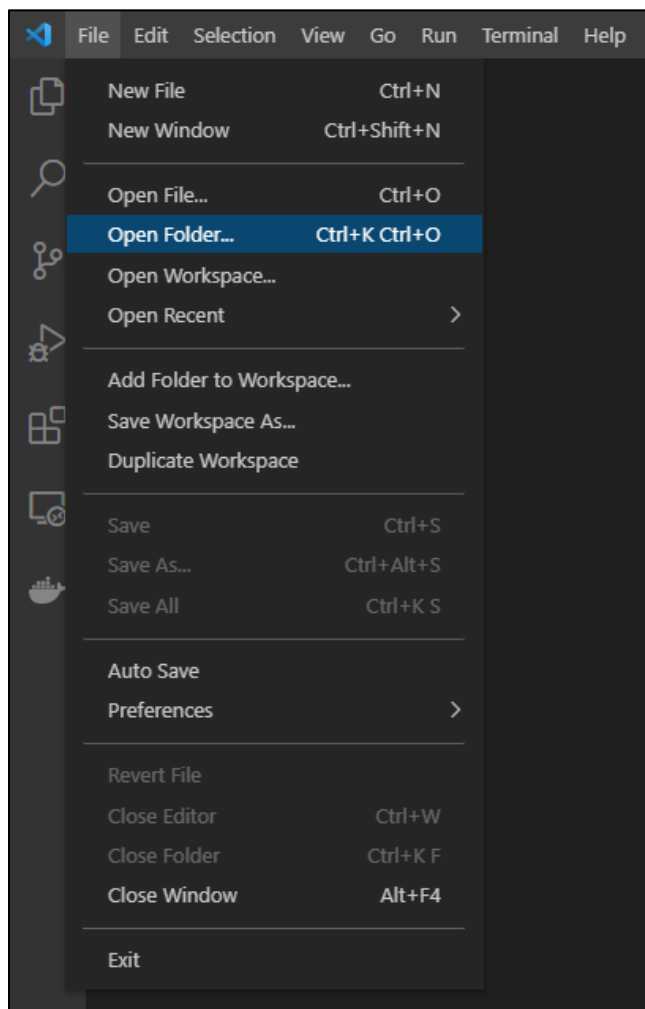 File Edit Selection View Go Run Terminal Help
New File Ctrl+N
New Window Ctrl+Shift+N
Open File... Ctrl+O
Open Folder... Ctrl+K Ctrl+O
Open Workspace...
Open Recent
Add Folder to Workspace...
Save Workspace As...
Duplicate Workspace
Save Ctrl+S
Save As... Ctrl+Alt+S
Save All Ctrl+K S
Auto Save
Preferences
Revert File
Close Editor Ctrl+W
Close Folder Ctrl+K F
Close Window Alt+F4
Exit